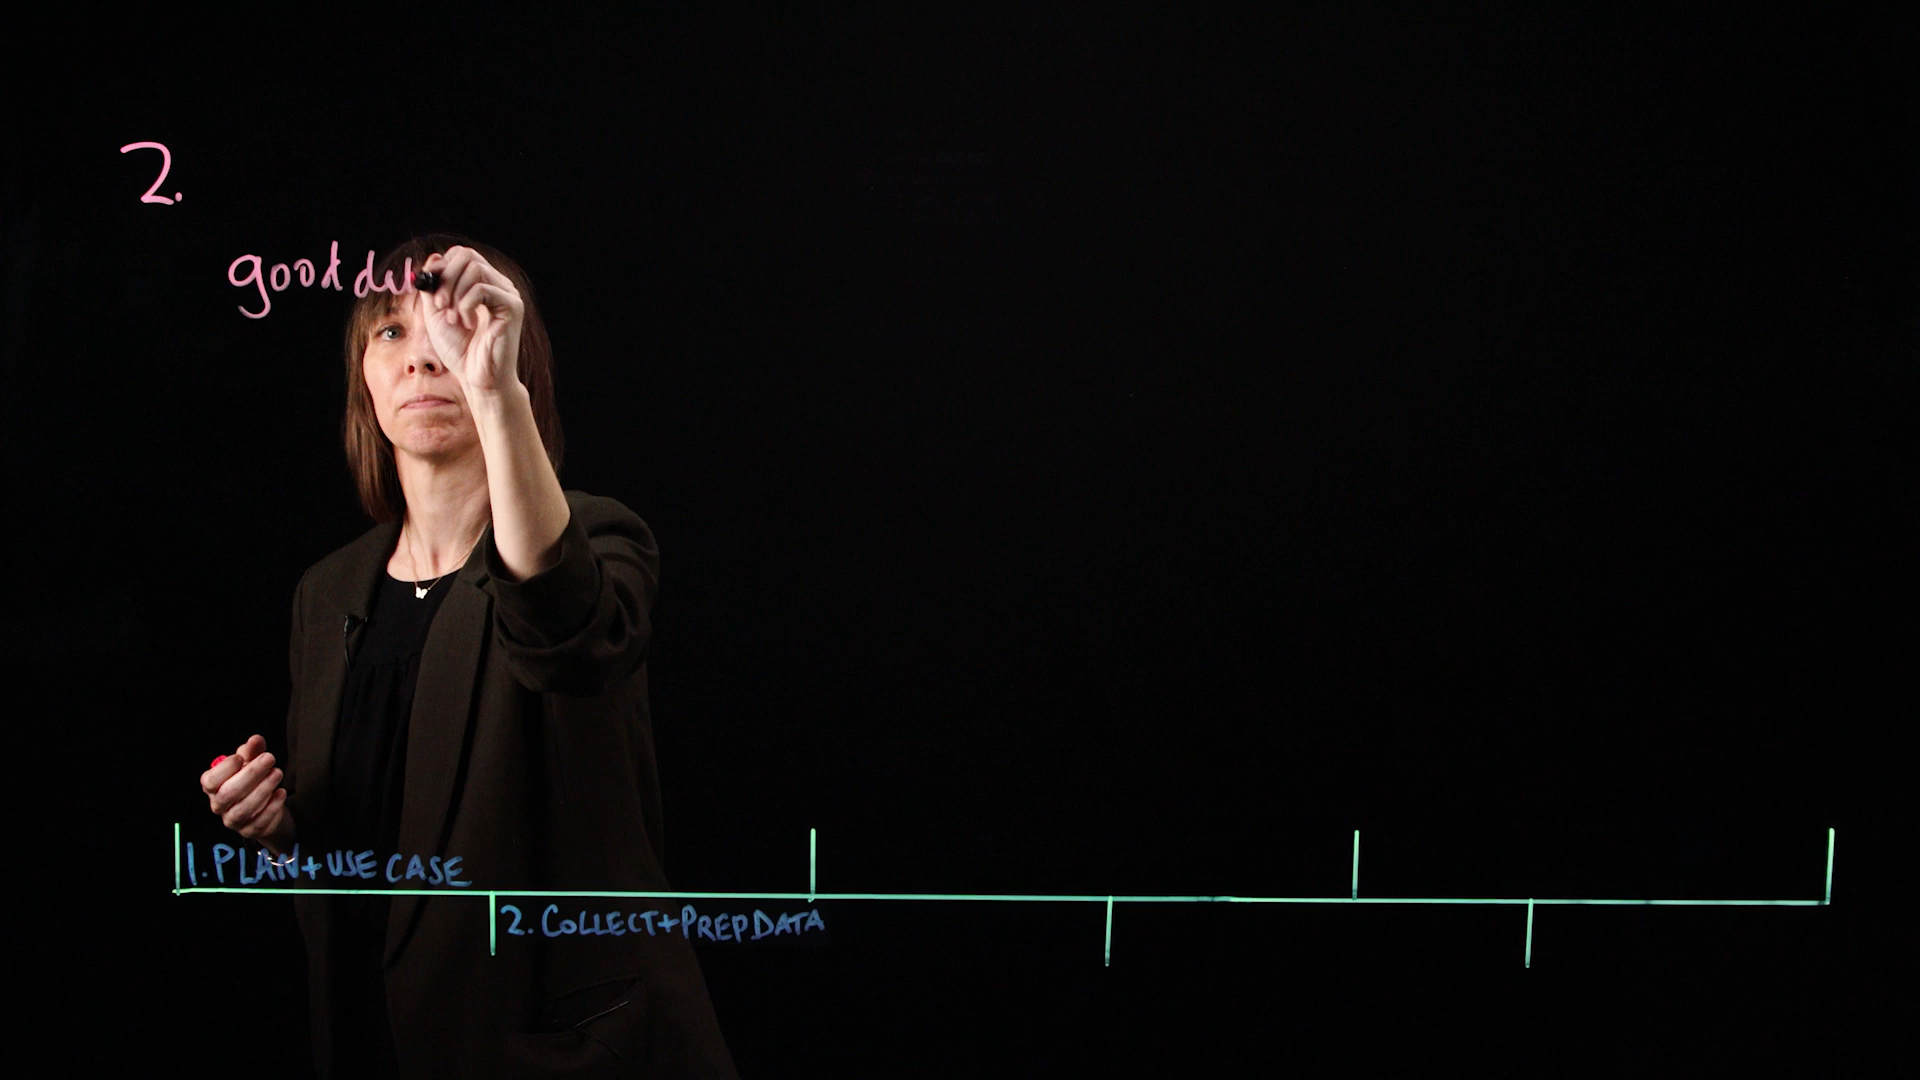 2.
good
1. PLAN + USE CASE
2. COLLECT + PREP DATA